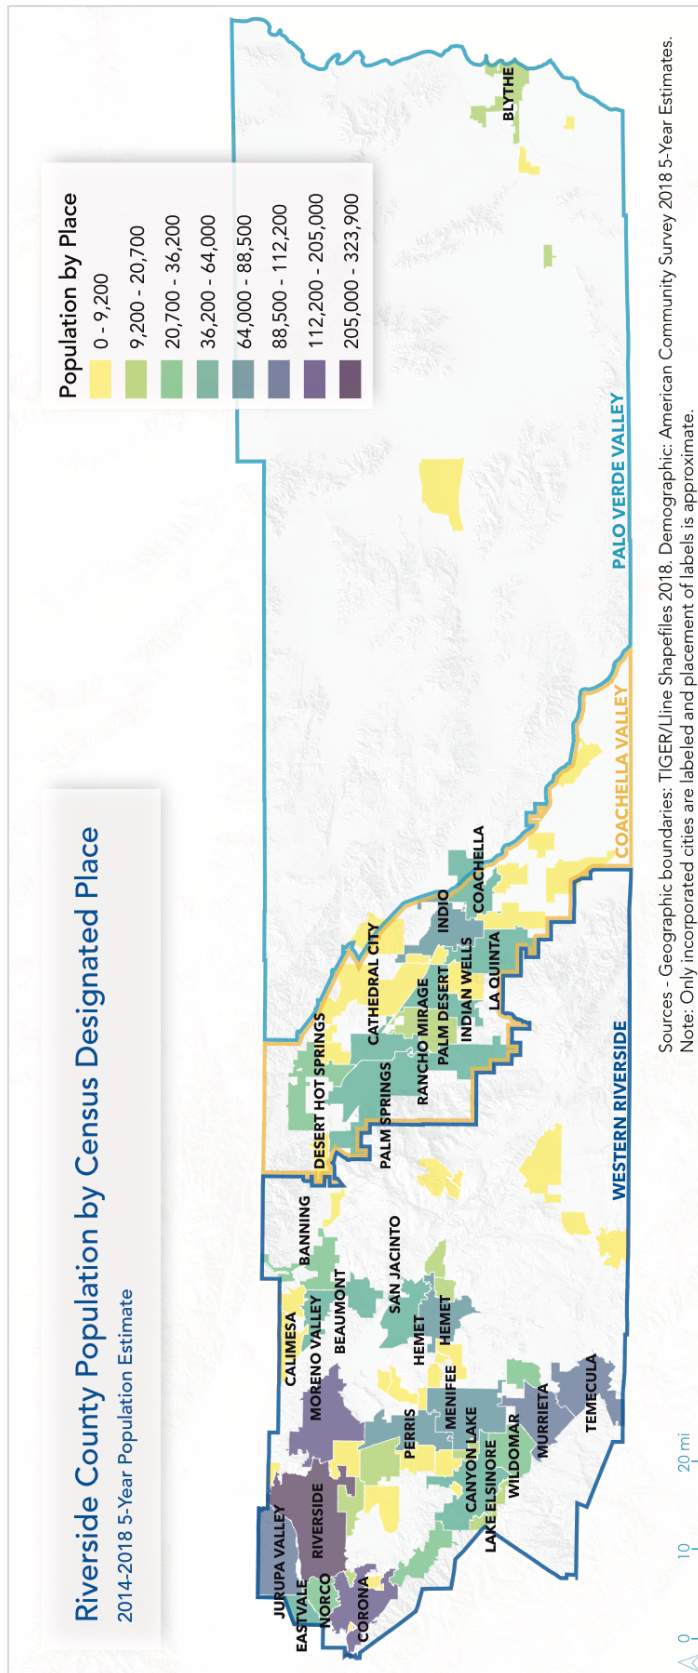 Riverside County Population by Census Designated Place
2014-2018 5-Year Population Estimate
Population by Place
0 - 9,200
9,200 - 20,700
20,700 - 36,200
36,200 - 64,000
64,000 - 88,500
88,500 - 112,200
112,200 - 205,000
205,000 - 323,900
JURUPA VALLEY
EASTVALE
RIVERSIDE
NORCO
CORONA
CALIMESA
MORENO VALLEY
BANNING
BEAUMONT
SAN JACINTO
HEMET
HEMET
PERRIS
MENIFEE
CANYON LAKE
LAKE ELSINORE
WILDOMAR
MURRIETA
TEMECULA
DESERT HOT SPRINGS
CATHEDRAL CITY
PALM SPRINGS
RANCHO MIRAGE
PALM DESERT
INDIO
INDIAN WELLS
COACHELLA
LA QUINTA
BLYTHE
WESTERN RIVERSIDE
COACHELLA VALLEY
PALO VERDE VALLEY
0 10 20 mi
Sources - Geographic boundaries: TIGER/LIine Shapefiles 2018. Demographic: American Community Survey 2018 5-Year Estimates.
Note: Only incorporated cities are labeled and placement of labels is approximate.